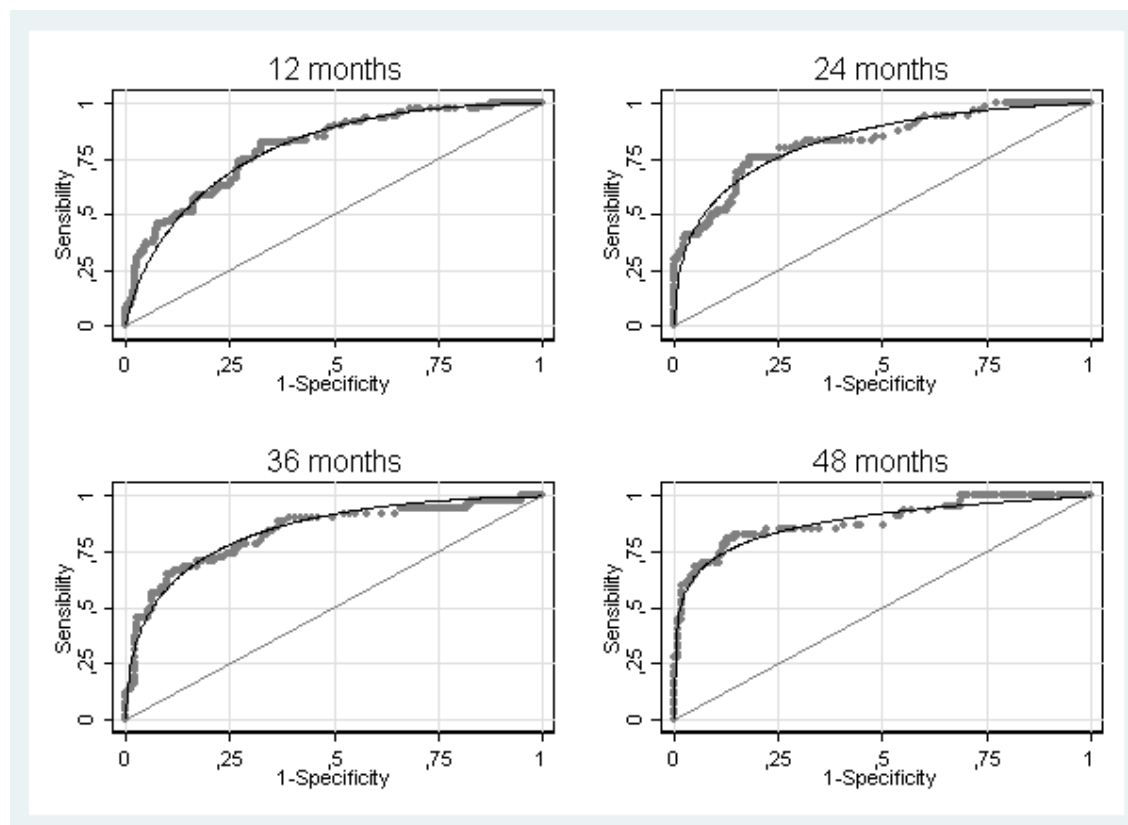 12 months
Sensibility
0 ,25 ,5 ,75 1
0 ,25 ,5 ,75 1
1-Specificity
24 months
Sensibility
0 ,25 ,5 ,75 1
0 ,25 ,5 ,75 1
1-Specificity
36 months
Sensibility
0 ,25 ,5 ,75 1
0 ,25 ,5 ,75 1
1-Specificity
48 months
Sensibility
0 ,25 ,5 ,75 1
0 ,25 ,5 ,75 1
1-Specificity